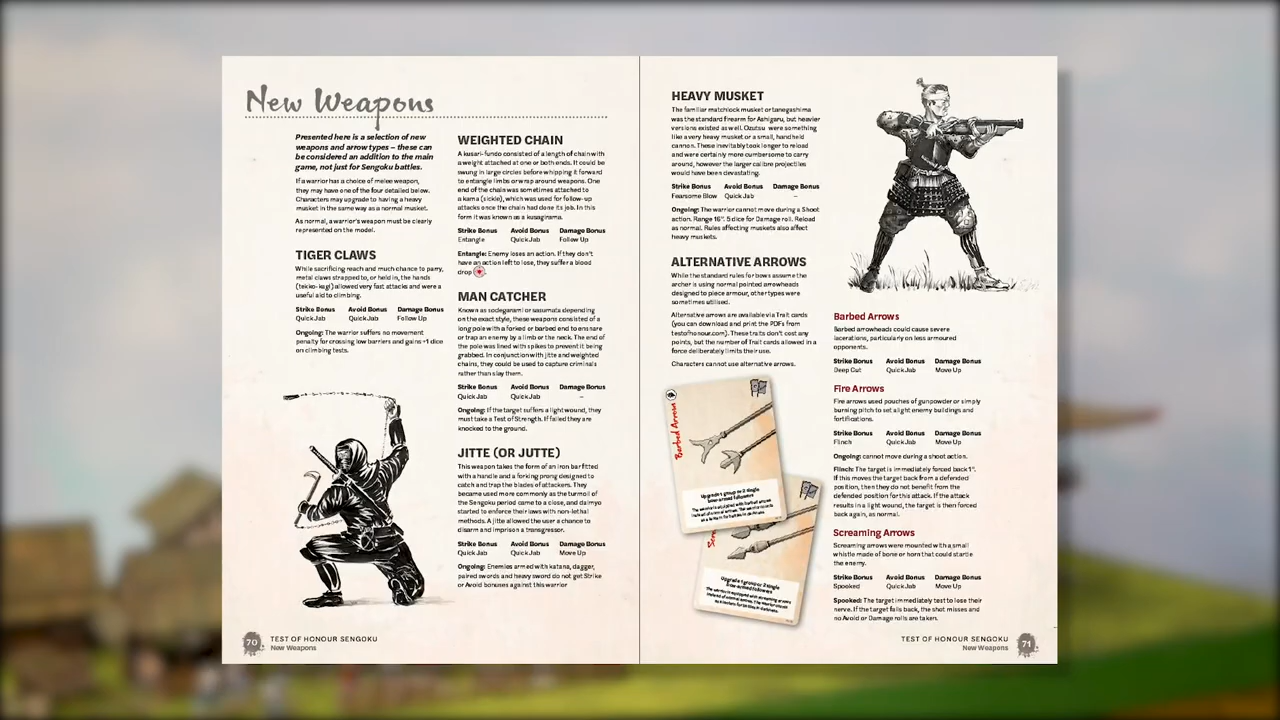 New Weapons
Presented here is a selection of new
weapons and arrow types – these can
be considered an addition to the main
game, not just for Sengoku battles.
If a warrior has a choice of melee weapon,
they may have one of the four detailed below.
Characters may upgrade to having a heavy
musket in the same way as a normal musket.
As normal, a warrior's weapon must be clearly
represented on the model.
TIGER CLAWS
While sacrificing reach and much chance to parry,
metal claws strapped to, or held in, the hands
(tekko-kagi) allowed very fast attacks and were a
useful aid to climbing.
Strike Bonus Avoid Bonus Damage Bonus
Quick Jab Quick Jab Follow Up
Ongoing: The warrior suffers no movement
penalty for crossing low barriers and gains +1 dice
on climbing tests.
WEIGHTED CHAIN
A kusari-fundo consisted of a length of chain with
a weight attached at one or both ends. It could be
swung in large circles before whipping it forward
to entangle limbs or wrap around weapons. One
end of the chain was sometimes attached to
a kama (sickle), which was used for follow-up
attacks once the chain had done its job. In this
form it was known as a kusarigama.
Strike Bonus Avoid Bonus Damage Bonus
Entangle Quick Jab Follow Up
Entangle: Enemy loses an action. If they don't
have an action left to lose, they suffer a blood
drop
MAN CATCHER
Known as sodegarami or sasumata depending
on the exact style, these weapons consisted of a
long pole with a forked or barbed end to ensnare
or trap an enemy by a limb or the neck. The end of
the pole was lined with spikes to prevent it being
grabbed. In conjunction with jitte and weighted
chains, they could be used to capture criminals
rather than slay them.
Strike Bonus Avoid Bonus Damage Bonus
Quick Jab Quick Jab –
Ongoing: If the target suffers a light wound, they
must take a Test of Strength. If failed they are
knocked to the ground.
JITTE (OR JUTTE)
This weapon takes the form of an iron bar fitted
with a handle and a forking prong designed to
catch and trap the blades of attackers. They
became used more commonly as the turmoil of
the Sengoku period came to a close, and daimyo
started to enforce their laws with non-lethal
methods. A jitte allowed the user a chance to
disarm and imprison a transgressor.
Strike Bonus Avoid Bonus Damage Bonus
Quick Jab Quick Jab Move Up
Ongoing: Enemies armed with katana, dagger,
paired swords and heavy sword do not get Strike
or Avoid bonuses against this warrior
70 TEST OF HONOUR SENGOKU
New Weapons
HEAVY MUSKET
The familiar matchlock musket or tanegashima
was the standard firearm for Ashigaru, but heavier
versions existed as well. Ozutsu were something
like a very heavy musket or a small, handheld
cannon. These inevitably took longer to reload
and were certainly more cumbersome to carry
around, however the larger calibre projectiles
would have been devastating.
Strike Bonus Avoid Bonus Damage Bonus
Fearsome Blow Quick Jab –
Ongoing: The warrior cannot move during a Shoot
action. Range 16". 5 dice for Damage roll. Reload
as normal. Rules affecting muskets also affect
heavy muskets.
ALTERNATIVE ARROWS
While the standard rules for bows assume the
archer is using normal pointed arrowheads
designed to piece armour, other types were
sometimes utilised.
Alternative arrows are available via Trait cards
(you can download and print the PDFs from
testofhonour.com). These traits don't cost any
points, but the number of Trait cards allowed in a
force deliberately limits their use.
Characters cannot use alternative arrows.
Barbed Arrows
Upgrade 1 group or 2 single
bow-armed followers
Upgrade 1 group or 2 single
bow-armed followers
Barbed Arrows
Barbed arrowheads could cause severe
lacerations, particularly on less armoured
opponents.
Strike Bonus Avoid Bonus Damage Bonus
Deep Cut Quick Jab Move Up
Fire Arrows
Fire arrows used pouches of gunpowder or simply
burning pitch to set alight enemy buildings and
fortifications.
Strike Bonus Avoid Bonus Damage Bonus
Flinch Quick Jab Move Up
Ongoing: cannot move during a shoot action.
Flinch: The target is immediately forced back 1".
If this moves the target back from a defended
position, then they do not benefit from the
defended position for this attack. If the attack
results in a light wound, the target is then forced
back again, as normal.
Screaming Arrows
Screaming arrows were mounted with a small
whistle made of bone or horn that could startle
the enemy.
Strike Bonus Avoid Bonus Damage Bonus
Spooked Quick Jab Move Up
Spooked: The target immediately test to lose their
nerve. If the target falls back, the shot misses and
no Avoid or Damage rolls are taken.
TEST OF HONOUR SENGOKU 71
New Weapons